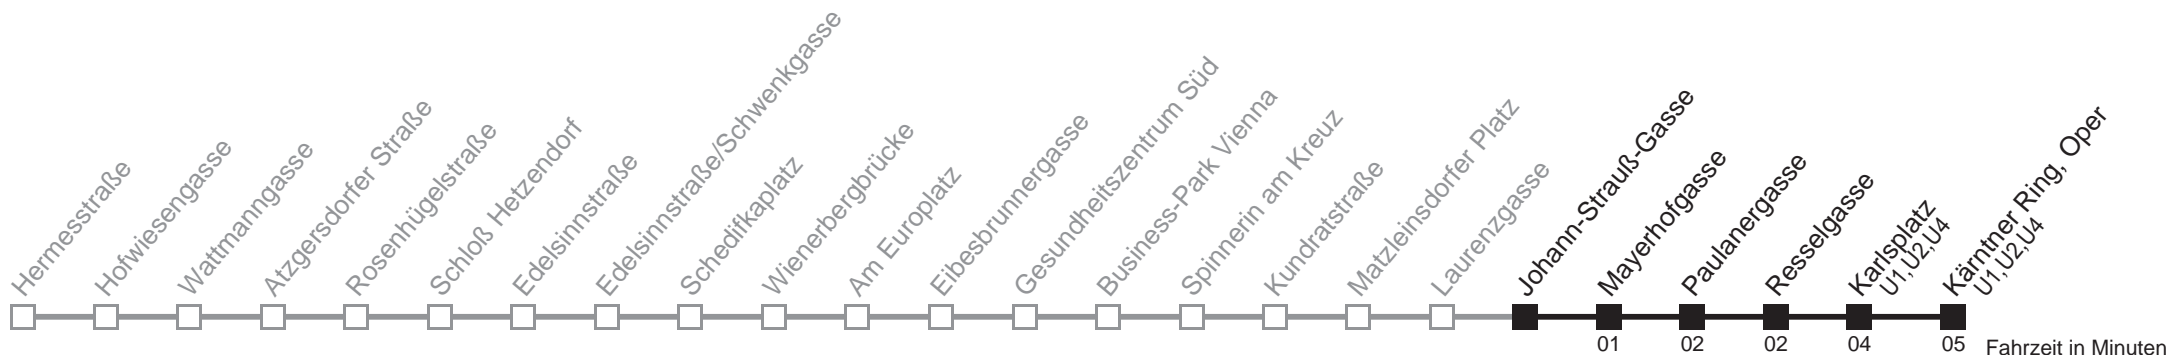 Hermesstraße
Hofwiesengasse
Wattmanngasse
Atzgersdorfer Straße
Rosenhügelstraße
Schloß Hetzendorf
Edelsinnstraße
Edelsinnstraße/Schwenkgasse
Schedifkaplatz
Wienerbergbrücke
Am Europlatz
Eibesbrunnergasse
Gesundheitszentrum Süd
Business-Park Vienna
Spinnerin am Kreuz
Kundratstraße
Matzleinsdorfer Platz
Laurenzgasse
Johann-Strauß-Gasse
Mayerhofgasse
Paulanergasse
Resselgasse
Karlsplatz
U1,U2,U4
Kärntner Ring, Oper
U1,U2,U4
01 02 02 04 05 Fahrzeit in Minuten